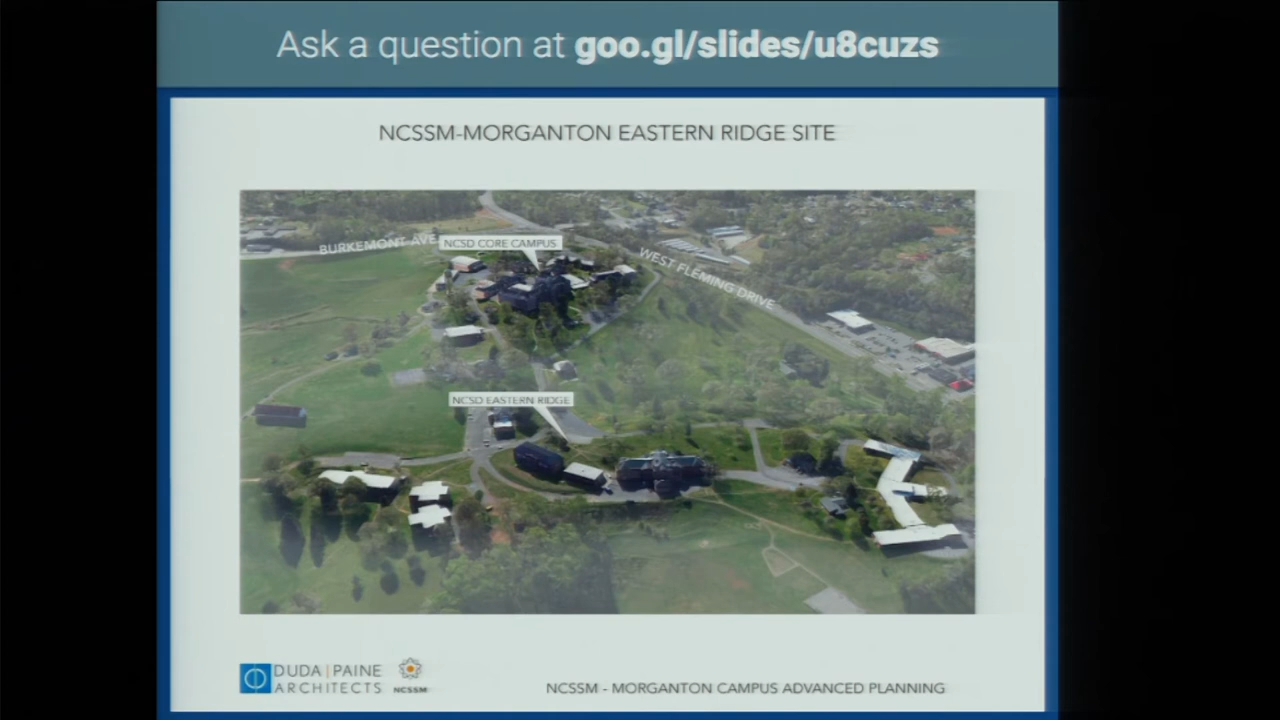 Ask a question at goo.gl/slides/u8cuzs
NCSSM-MORGANTON EASTERN RIDGE SITE
BURKEMONT AVE
NCSD CORE CAMPUS
WEST FLEMING DRIVE
NCSD EASTERN RIDGE
DUDA|PAINE
ARCHITECTS
NCSSM
NCSSM - MORGANTON CAMPUS ADVANCED PLANNING